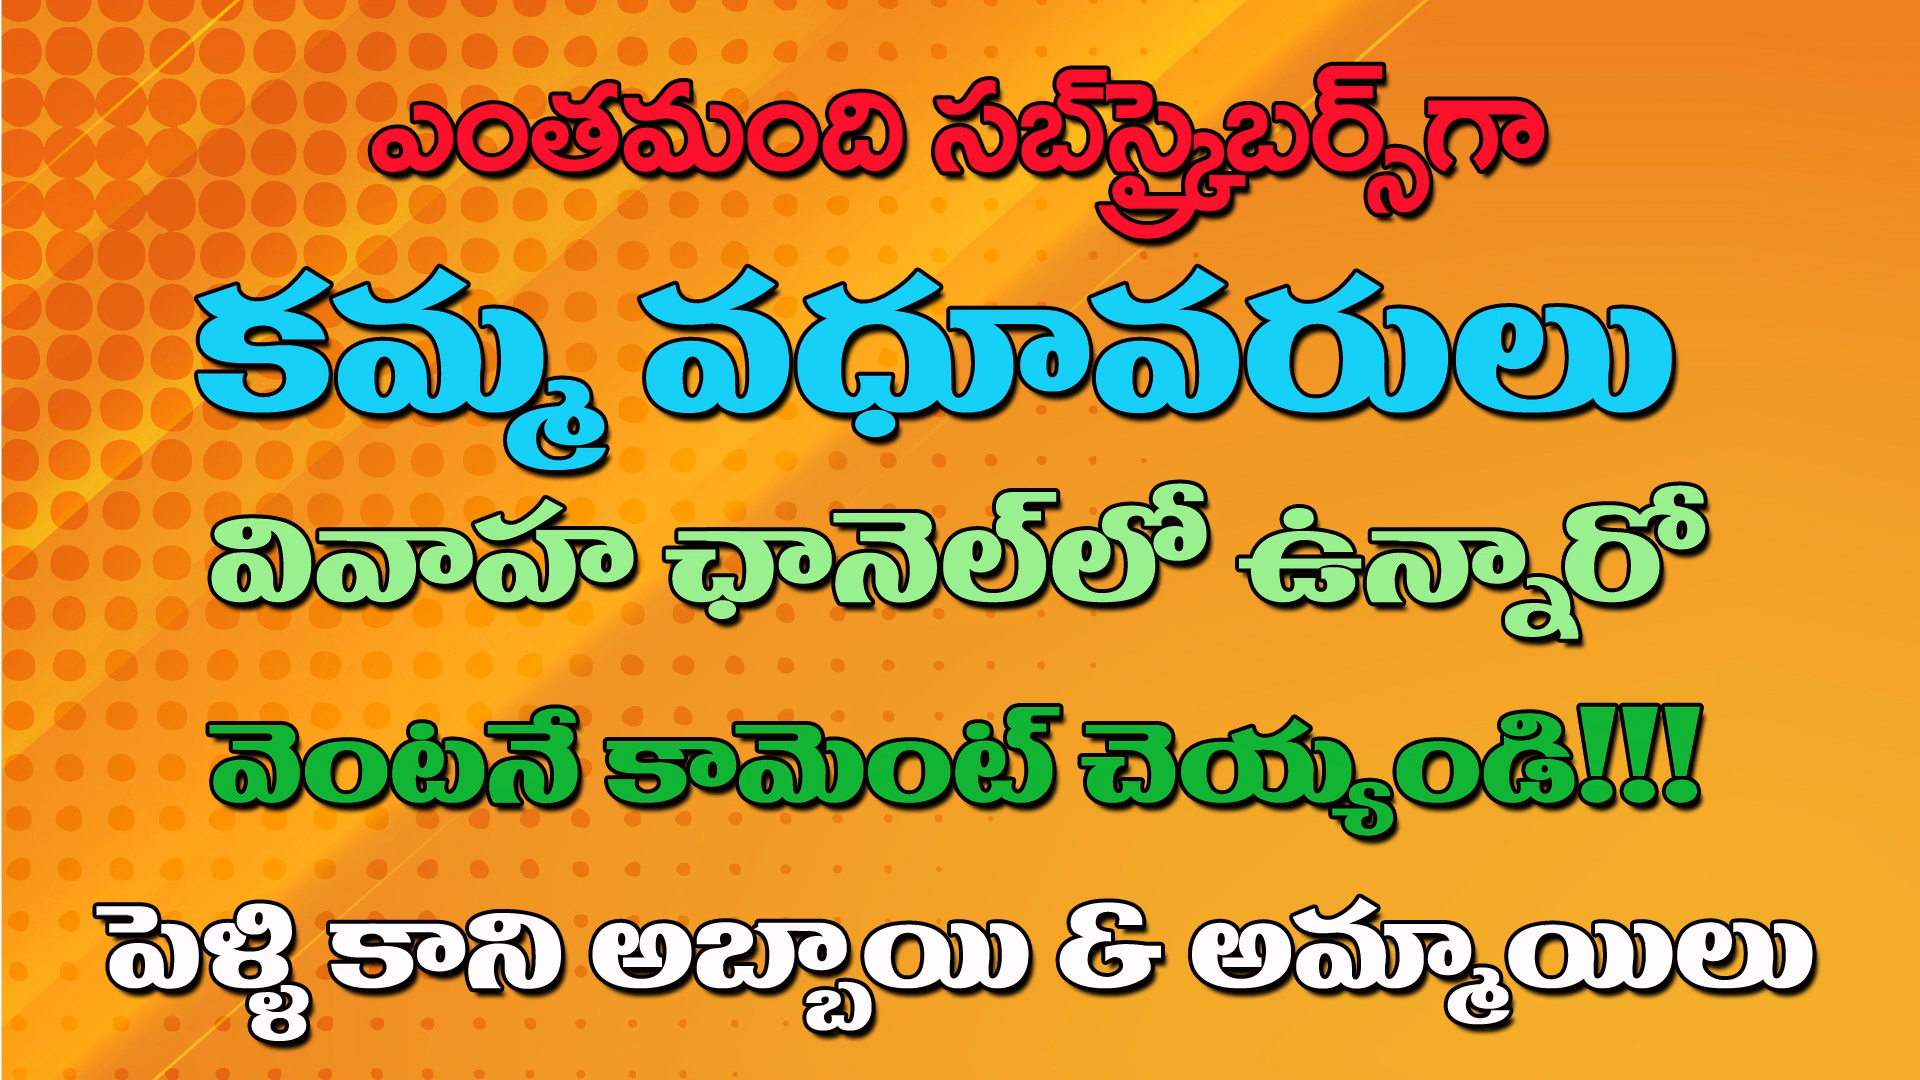 ఎంతమంది సబ్‌స్క్రైబర్స్‌గా
కమ్మ వధూవరులు
వివాహ ఛానెల్‌లో ఉన్నారో
వెంటనే కామెంట్ చెయ్యండి!!!
పెళ్ళి కాని అబ్బాయి & అమ్మాయిలు